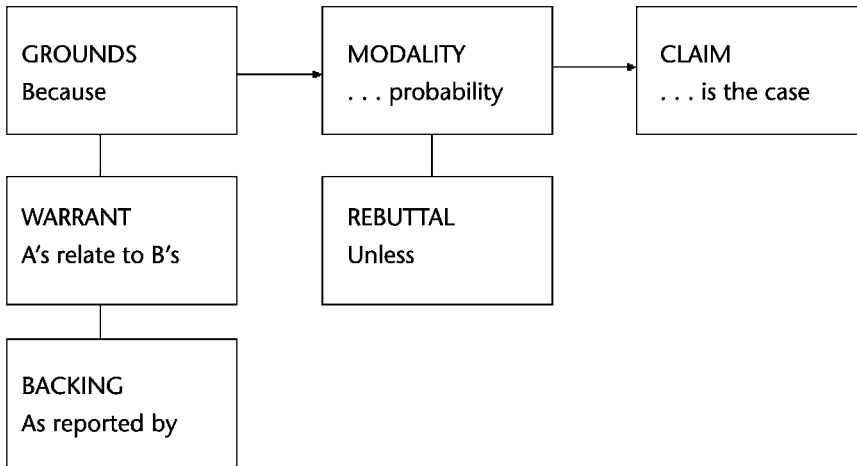 GROUNDS
Because
MODALITY
. . . probability
CLAIM
. . . is the case
WARRANT
A's relate to B's
REBUTTAL
Unless
BACKING
As reported by